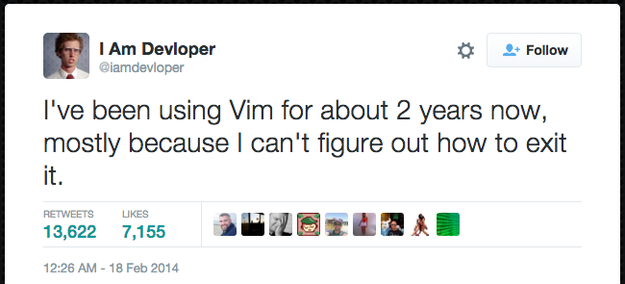 I Am Devloper
@iamdevloper
Follow
I've been using Vim for about 2 years now,
mostly because I can't figure out how to exit
it.
RETWEETS LIKES
13,622 7,155
12:26 AM - 18 Feb 2014